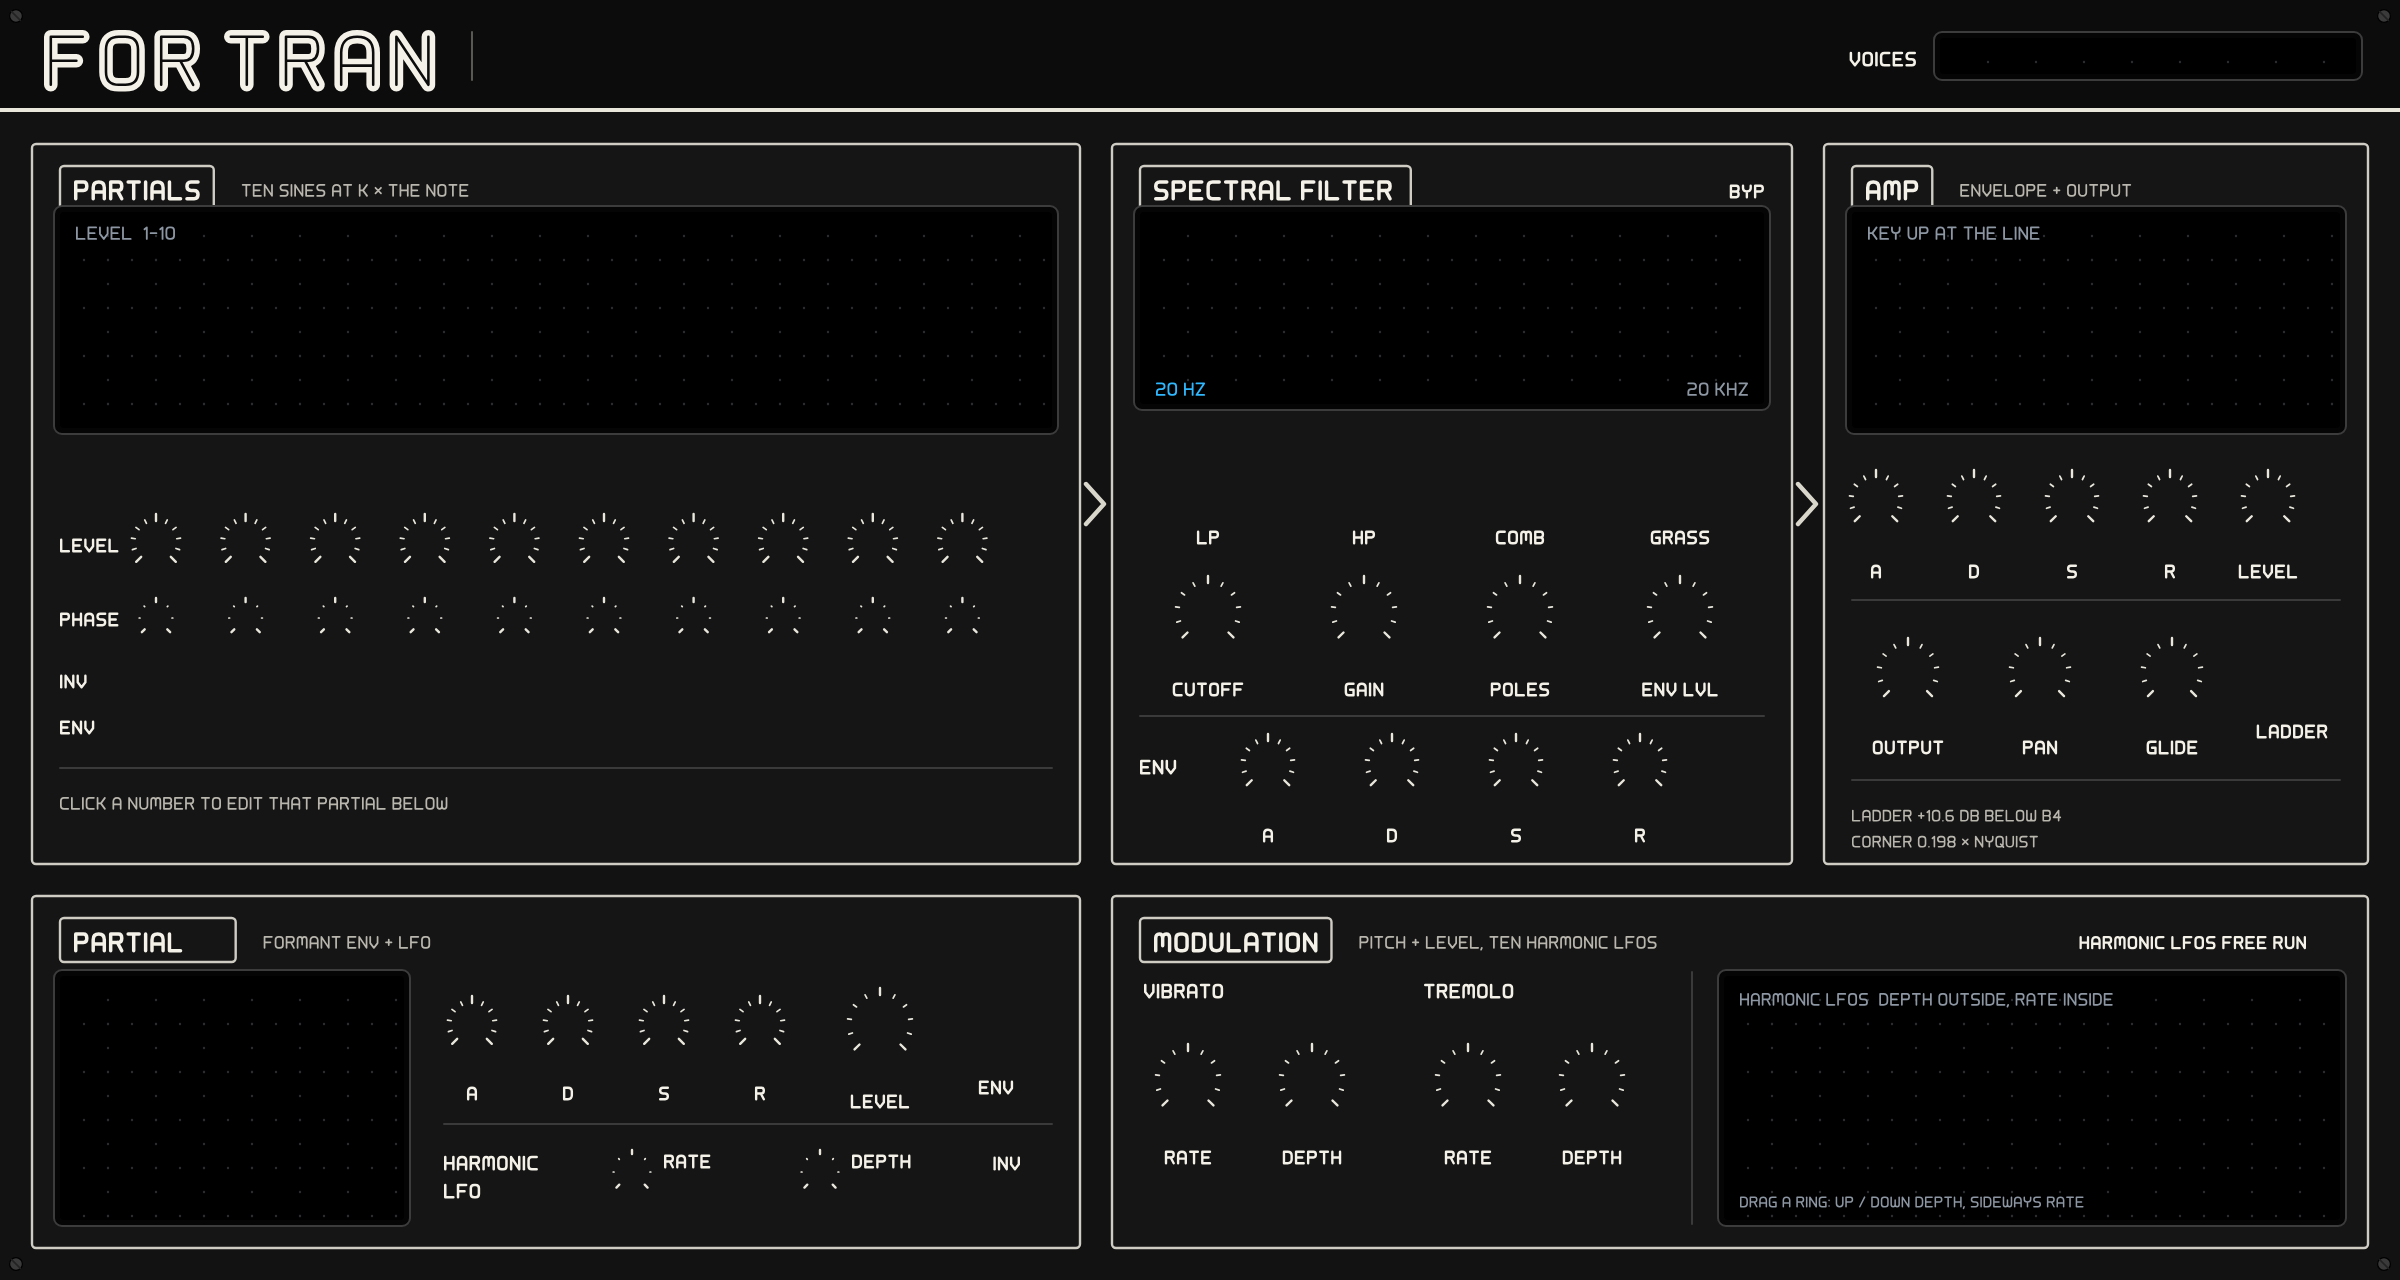 FOR TRAN
VOICES
PARTIALS
TEN SINES AT K × THE NOTE
LEVEL 1-10
LEVEL
PHASE
INV
ENV
CLICK A NUMBER TO EDIT THAT PARTIAL BELOW
SPECTRAL FILTER
BYP
20 HZ
20 KHZ
LP
HP
COMB
GRASS
CUTOFF
GAIN
POLES
ENV LVL
ENV
A
D
S
R
AMP
ENVELOPE + OUTPUT
KEY UP AT THE LINE
A
D
S
R
LEVEL
OUTPUT
PAN
GLIDE
LADDER
LADDER +10.6 DB BELOW B4
CORNER 0.198 × NYQUIST
PARTIAL
FORMANT ENV + LFO
A
D
S
R
LEVEL
ENV
HARMONIC
LFO
RATE
DEPTH
INV
MODULATION
PITCH + LEVEL, TEN HARMONIC LFOS
HARMONIC LFOS FREE RUN
VIBRATO
TREMOLO
RATE
DEPTH
RATE
DEPTH
HARMONIC LFOS DEPTH OUTSIDE, RATE INSIDE
DRAG A RING: UP / DOWN DEPTH, SIDEWAYS RATE